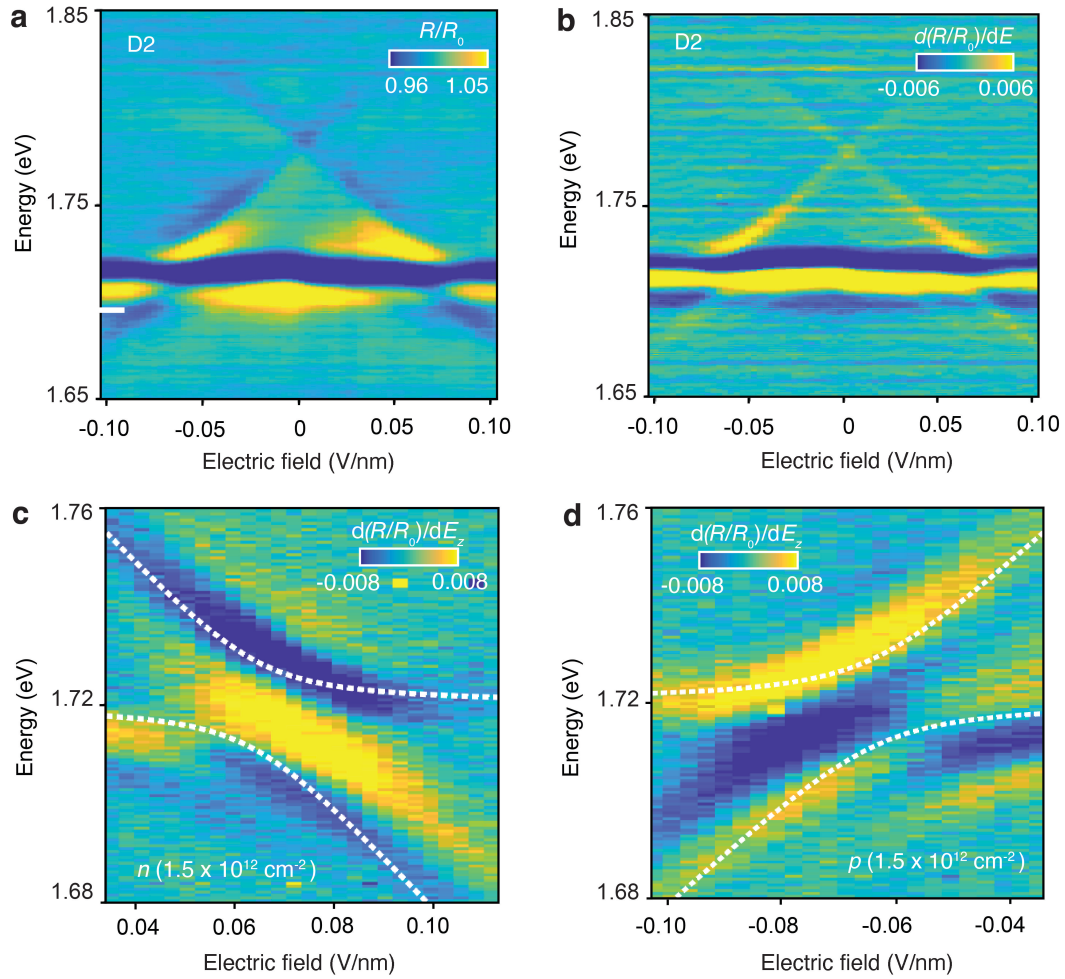 a
D2
R/R0
0.96 1.05
1.85
1.75
1.65
Energy (eV)
-0.10 -0.05 0 0.05 0.10
Electric field (V/nm)
b
D2
d(R/R0)/dE
-0.006 0.006
1.85
1.75
1.65
Energy (eV)
-0.10 -0.05 0 0.05 0.10
Electric field (V/nm)
c
d(R/R0)/dEz
-0.008 0.008
1.76
1.72
1.68
Energy (eV)
n (1.5 x 10¹² cm⁻²)
0.04 0.06 0.08 0.10
Electric field (V/nm)
d
d(R/R0)/dEz
-0.008 0.008
1.76
1.72
1.68
Energy (eV)
p (1.5 x 10¹² cm⁻²)
-0.10 -0.08 -0.06 -0.04
Electric field (V/nm)